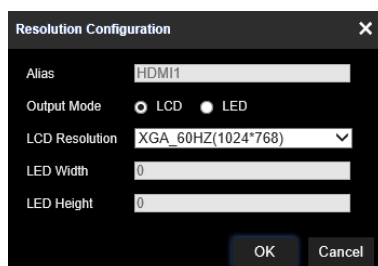 Resolution Configuration
Alias HDMI1
Output Mode LCD LED
LCD Resolution XGA_60HZ(1024*768)
LED Width 0
LED Height 0
OK Cancel